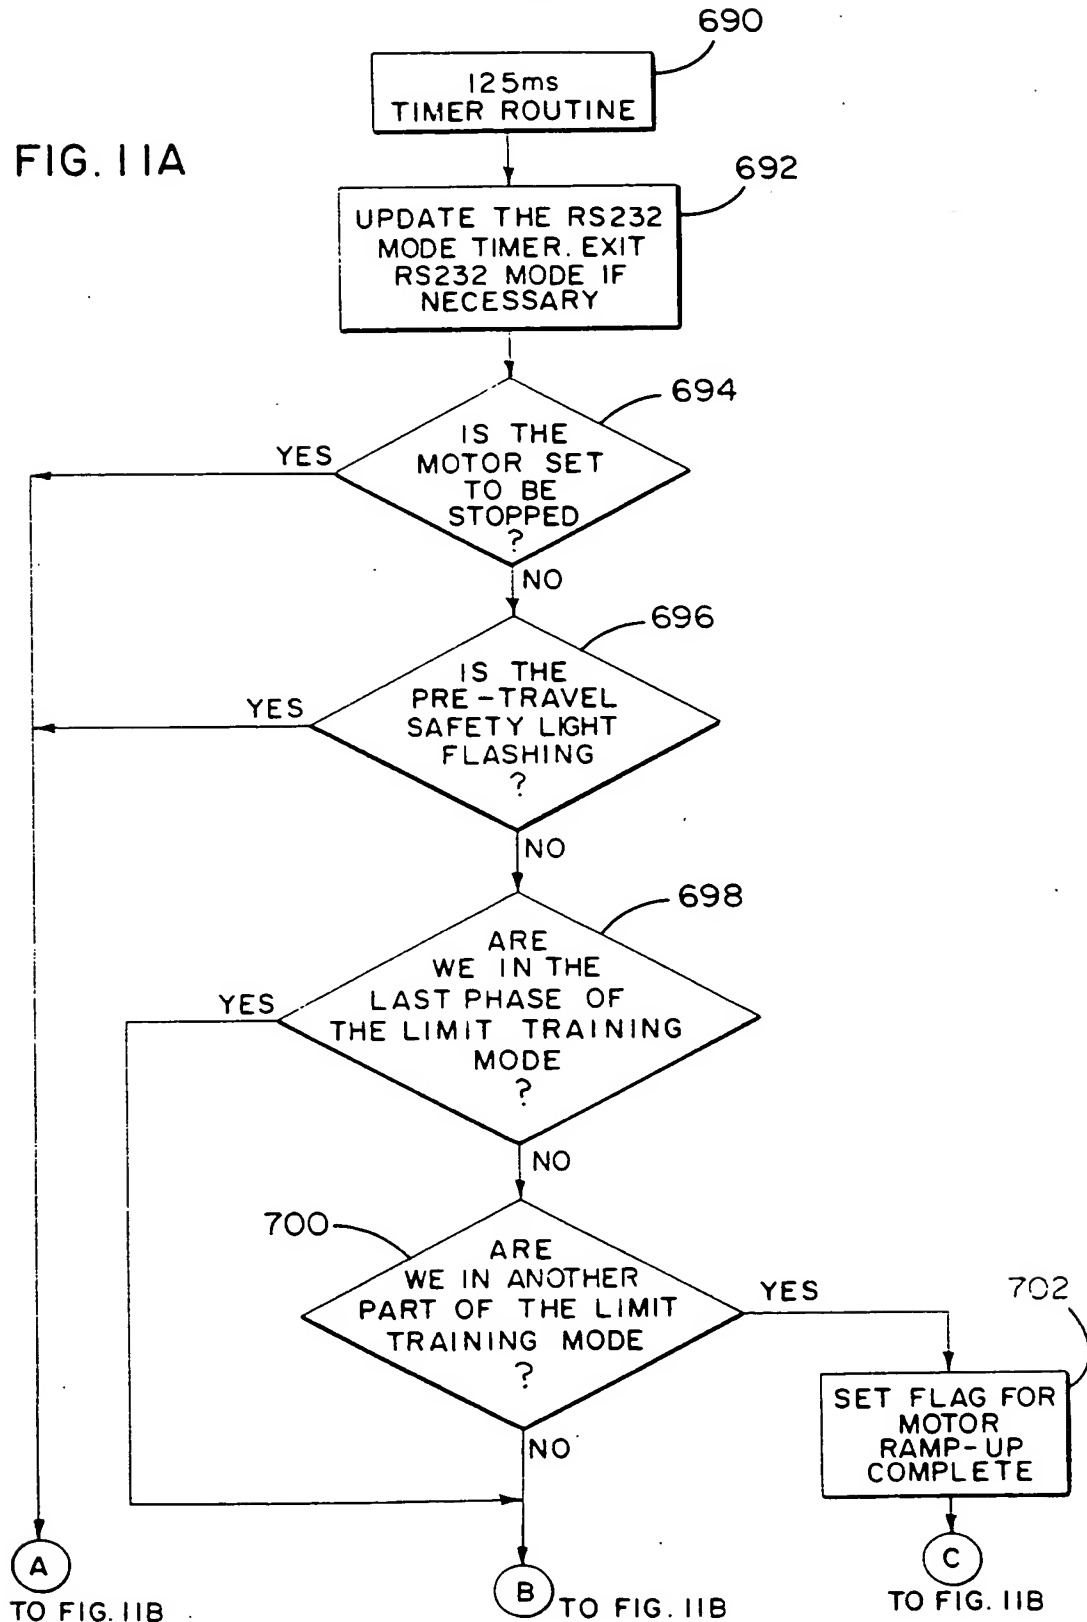 690
125ms
TIMER ROUTINE
FIG. 11A
692
UPDATE THE RS232
MODE TIMER. EXIT
RS232 MODE IF
NECESSARY
694
YES
IS THE
MOTOR SET
TO BE
STOPPED
?
NO
696
YES
IS THE
PRE-TRAVEL
SAFETY LIGHT
FLASHING
?
NO
698
YES
ARE
WE IN THE
LAST PHASE OF
THE LIMIT TRAINING
MODE
?
NO
700
ARE
WE IN ANOTHER
PART OF THE LIMIT
TRAINING MODE
?
YES
702
NO
SET FLAG FOR
MOTOR
RAMP-UP
COMPLETE
A
TO FIG. 11B
B
TO FIG. 11B
C
TO FIG. 11B